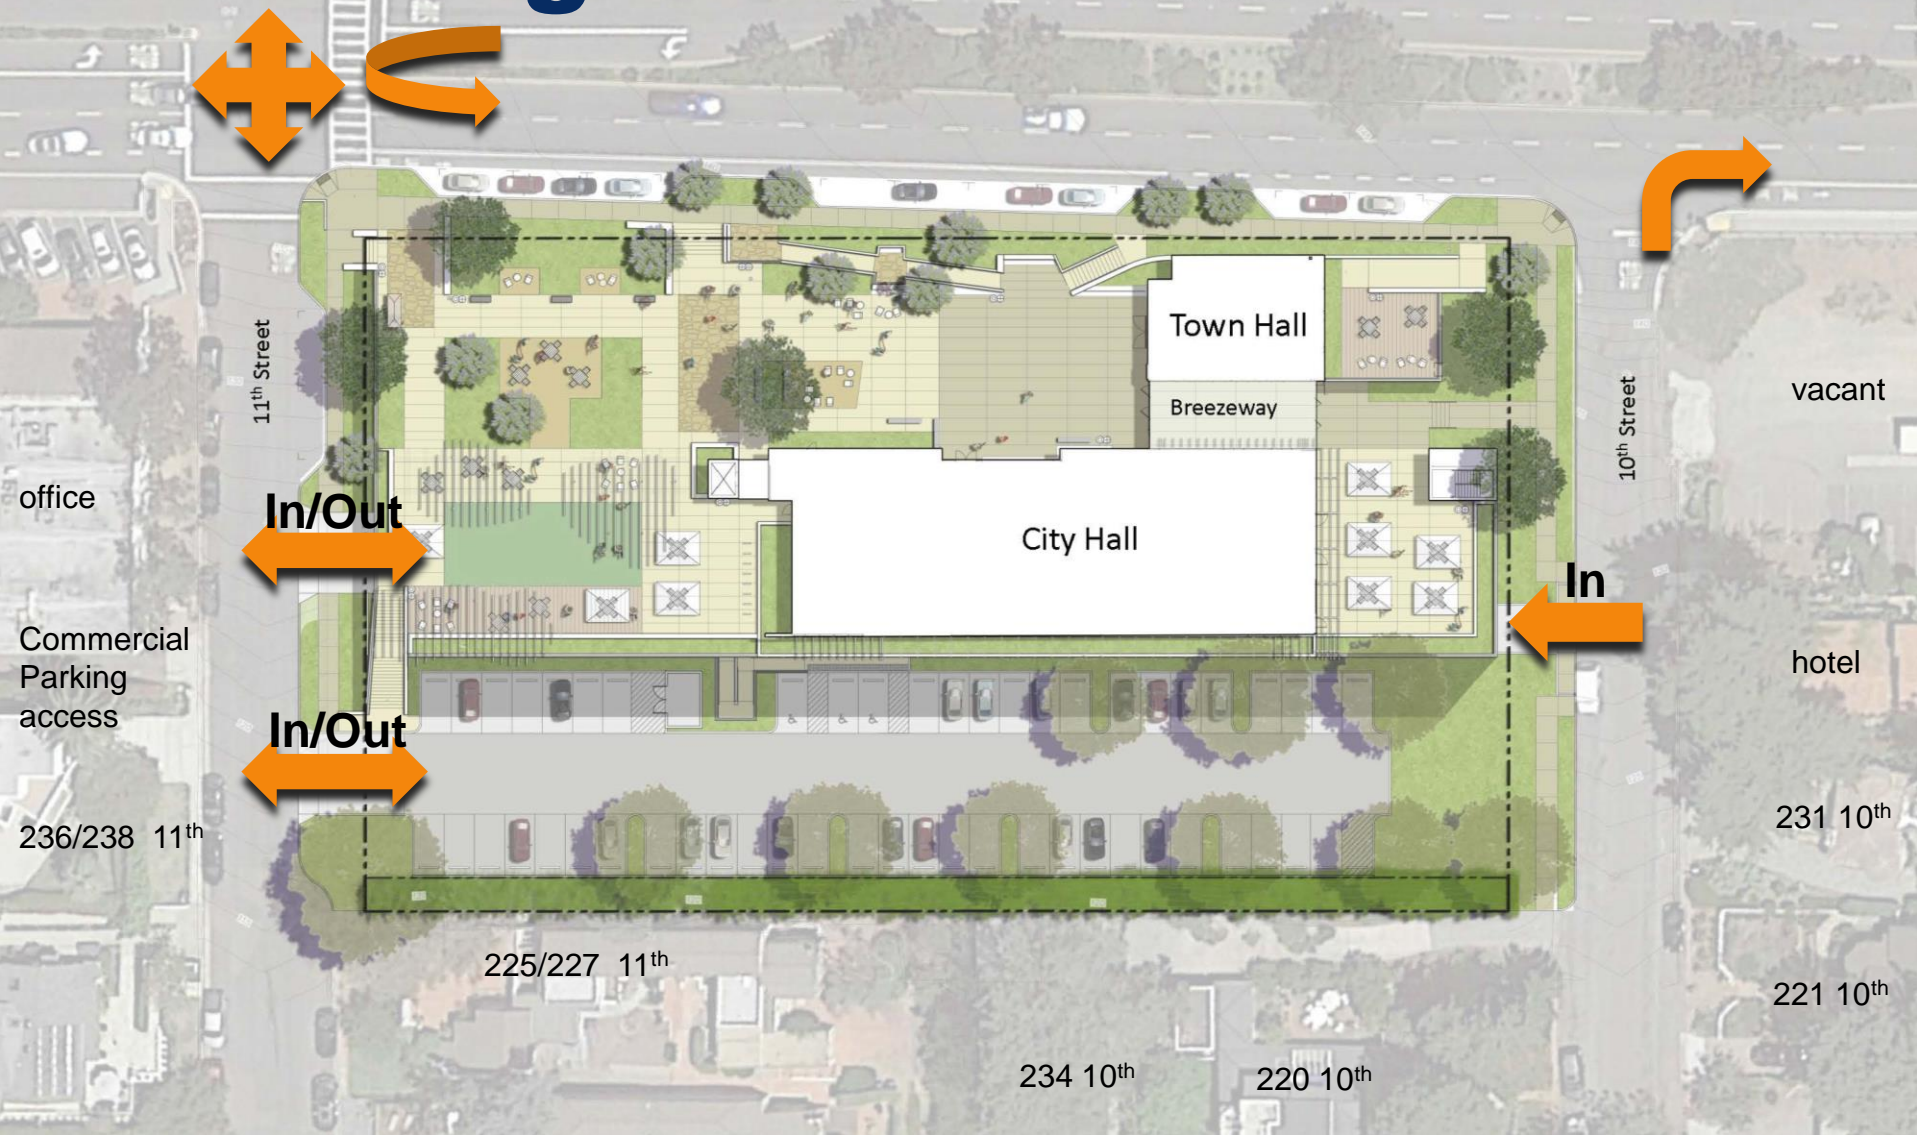 g
Town Hall
11th Street
vacant
Breezeway
10th Street
office
In/Out
City Hall
In
Commercial
Parking
access
hotel
In/Out
231 10th
236/238 11th
225/227 11th
221 10th
234 10th
220 10th